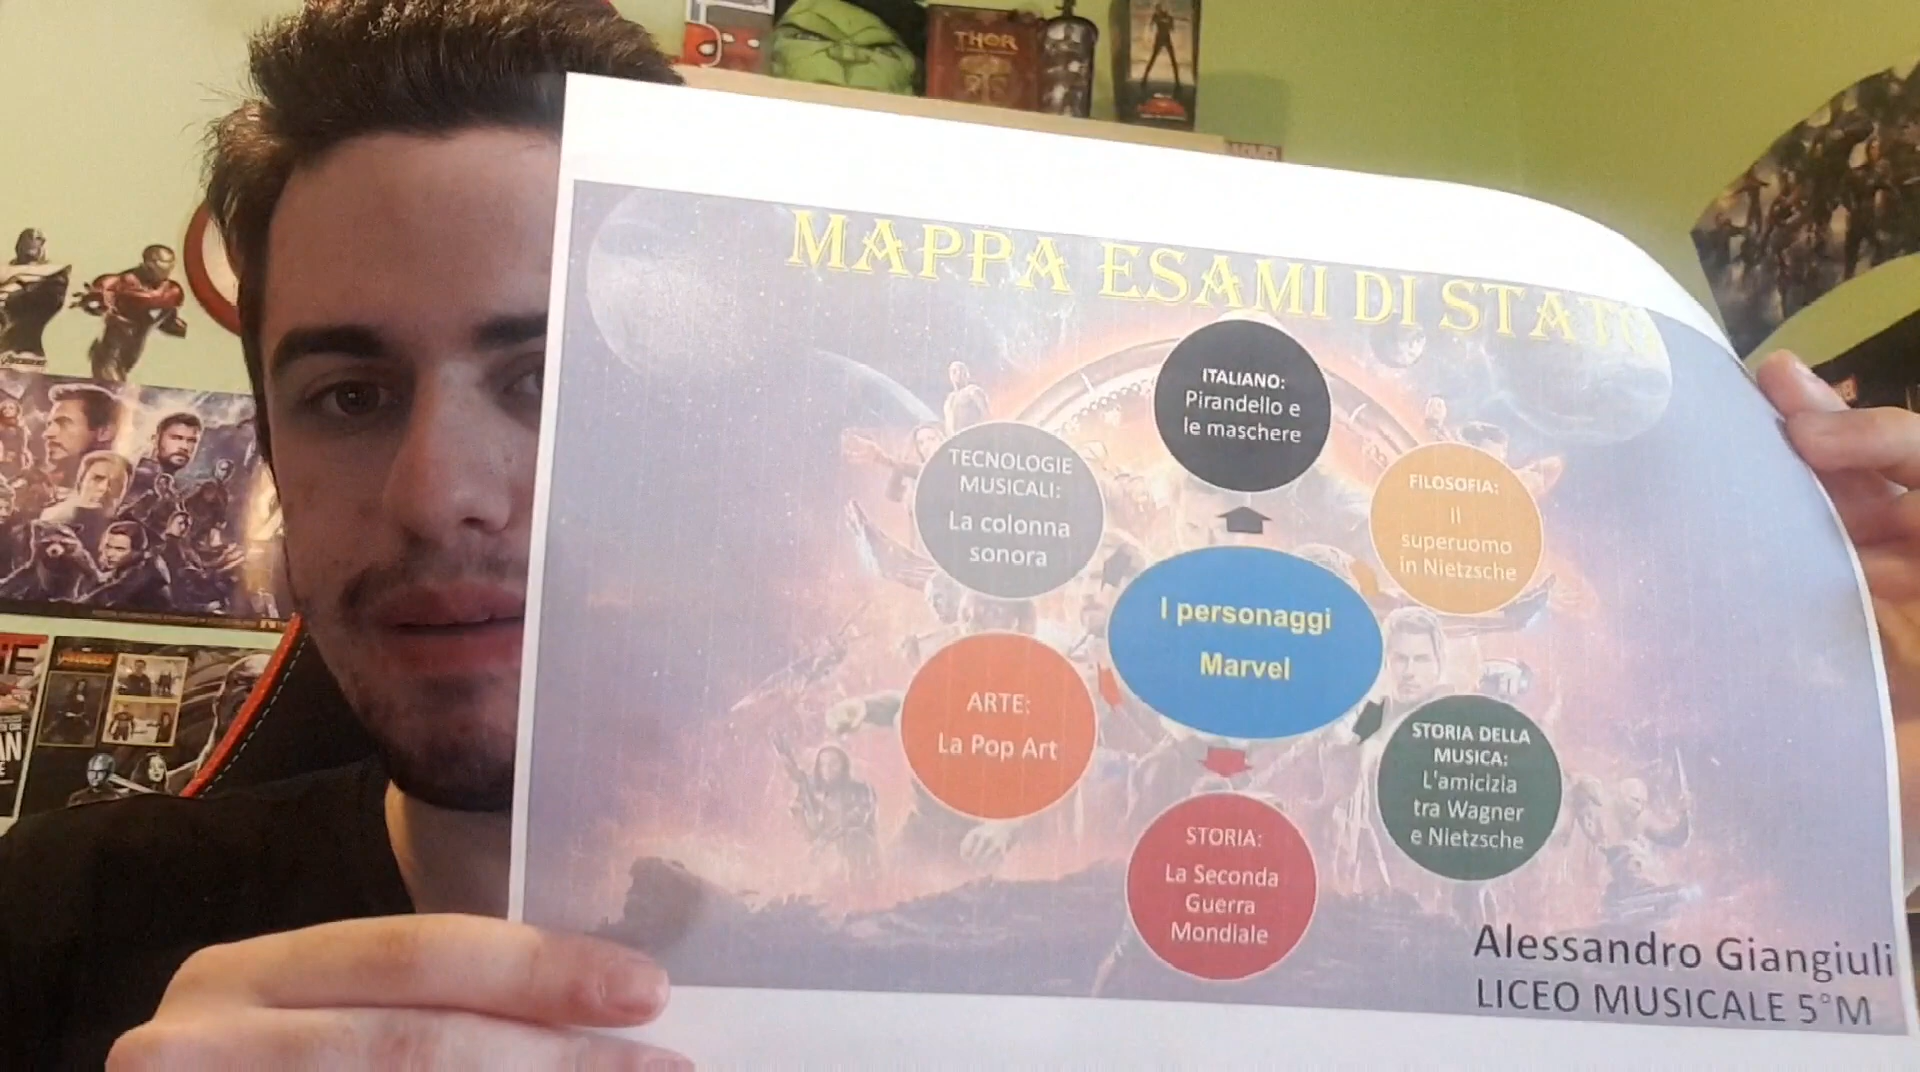 THOR
MAPPA ESAMI DI STATO
ITALIANO:
Pirandello e
le maschere
TECNOLOGIE
MUSICALI:
La colonna
sonora
FILOSOFIA:
Il
superuomo
in Nietzsche
I personaggi
Marvel
ARTE:
La Pop Art
STORIA DELLA
MUSICA:
L'amicizia
tra Wagner
e Nietzsche
STORIA:
La Seconda
Guerra
Mondiale
Alessandro Giangiuli
LICEO MUSICALE 5°M